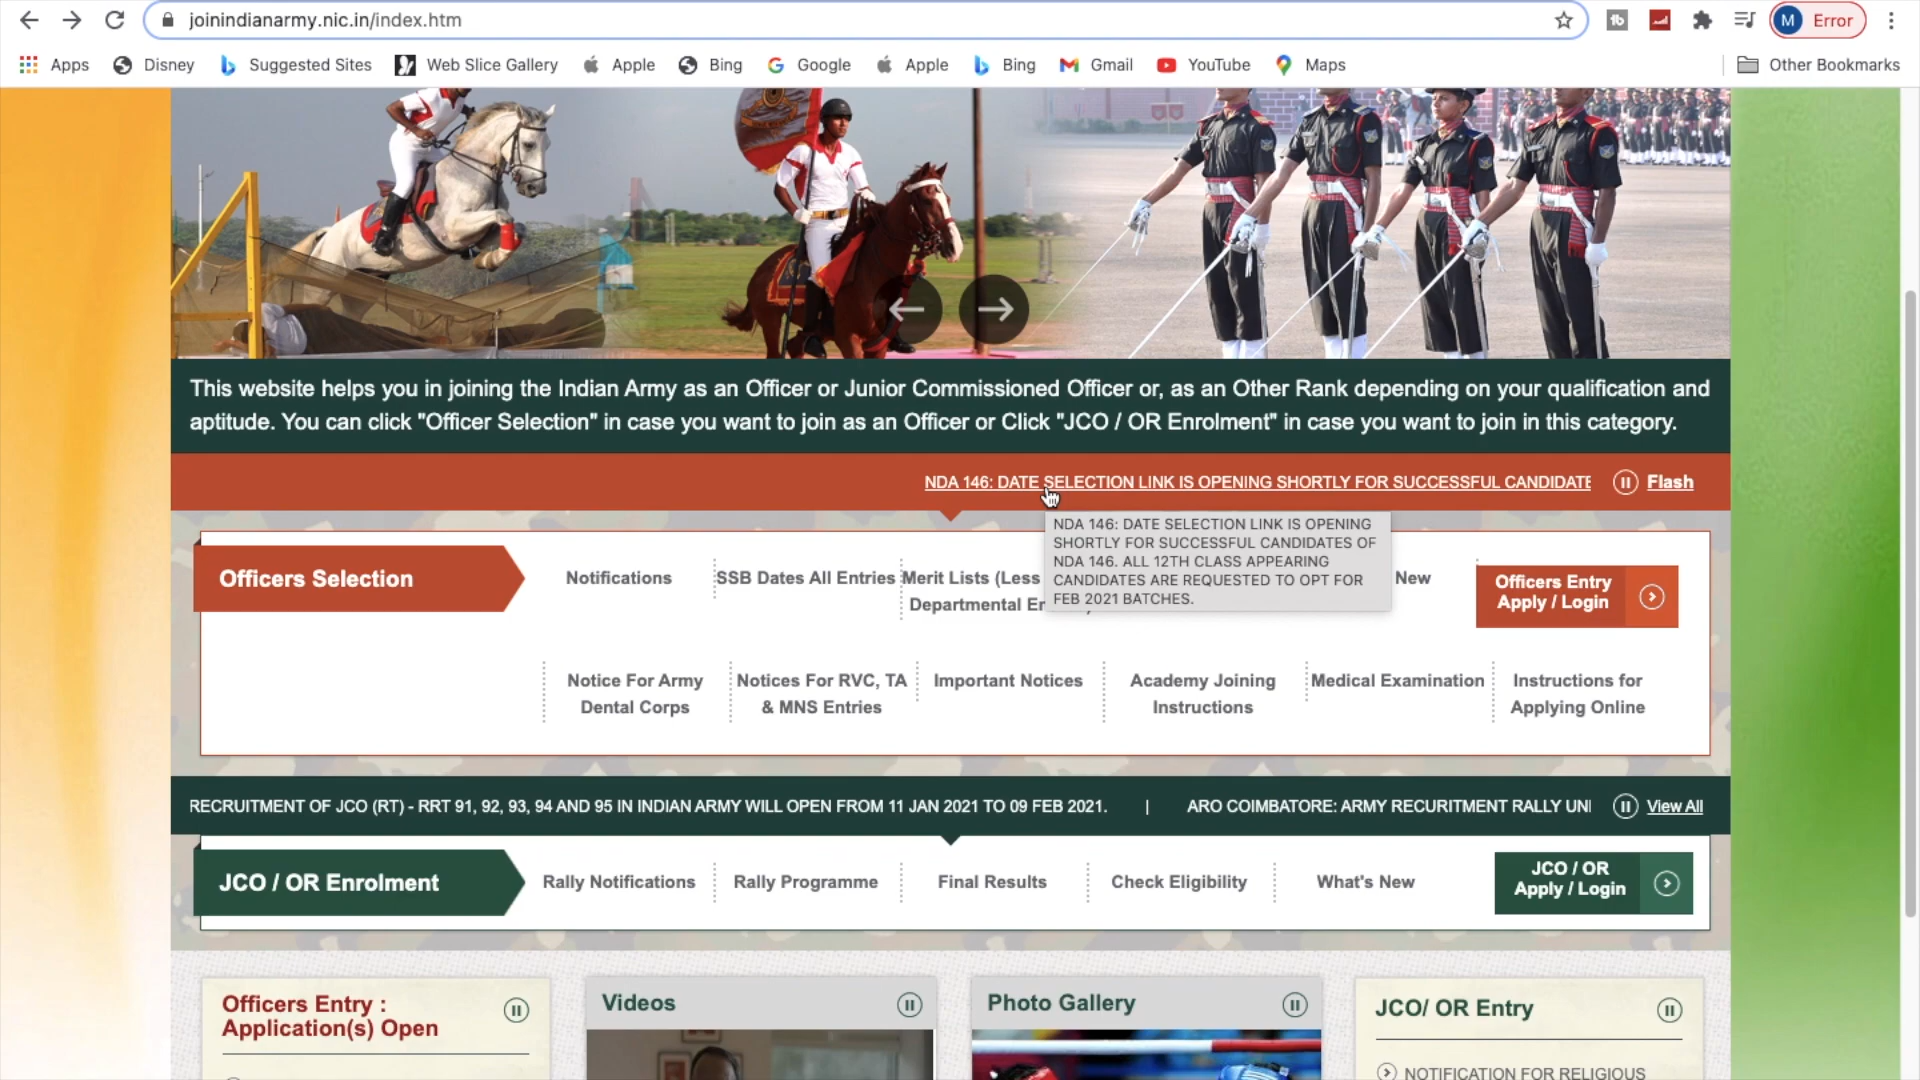 joinindianarmy.nic.in/index.htm
M Error
Apps Disney Suggested Sites Web Slice Gallery Apple Bing Google Apple Bing Gmail YouTube Maps Other Bookmarks
This website helps you in joining the Indian Army as an Officer or Junior Commissioned Officer or, as an Other Rank depending on your qualification and
aptitude. You can click "Officer Selection" in case you want to join as an Officer or Click "JCO / OR Enrolment" in case you want to join in this category.
NDA 146: DATE SELECTION LINK IS OPENING SHORTLY FOR SUCCESSFUL CANDIDATE Flash
NDA 146: DATE SELECTION LINK IS OPENING
SHORTLY FOR SUCCESSFUL CANDIDATES OF
NDA 146. ALL 12TH CLASS APPEARING
CANDIDATES ARE REQUESTED TO OPT FOR
FEB 2021 BATCHES.
Officers Selection
Notifications
SSB Dates All Entries
Merit Lists (Less
Departmental En
New
Officers Entry
Apply / Login
Notice For Army
Dental Corps
Notices For RVC, TA
& MNS Entries
Important Notices
Academy Joining
Instructions
Medical Examination
Instructions for
Applying Online
RECRUITMENT OF JCO (RT) - RRT 91, 92, 93, 94 AND 95 IN INDIAN ARMY WILL OPEN FROM 11 JAN 2021 TO 09 FEB 2021. | ARO COIMBATORE: ARMY RECURITMENT RALLY UNI View All
JCO / OR Enrolment
Rally Notifications
Rally Programme
Final Results
Check Eligibility
What's New
JCO / OR
Apply / Login
Officers Entry :
Application(s) Open
Videos
Photo Gallery
JCO/ OR Entry
NOTIFICATION FOR RELIGIOUS